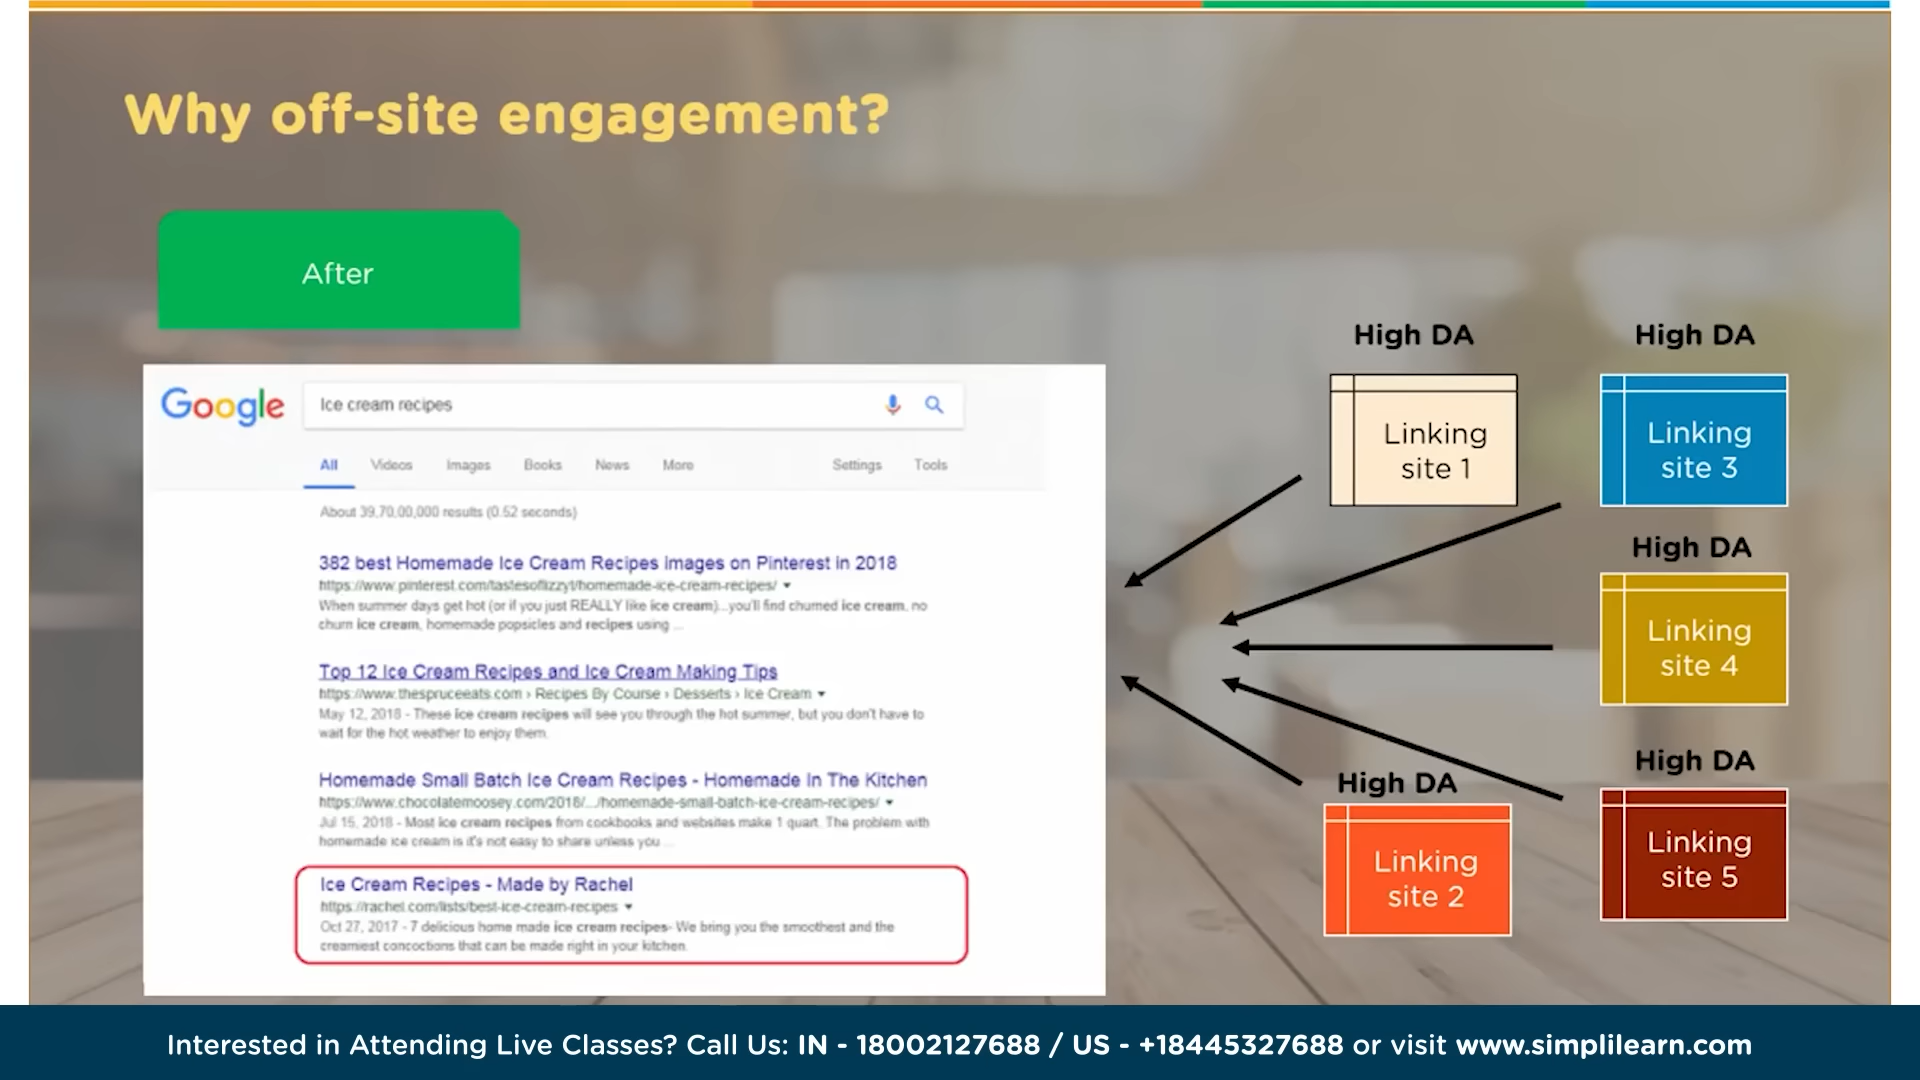 Why off-site engagement?
After
Google
Ice cream recipes
All Videos Images Books News More Settings Tools
About 39,70,00,000 results (0.52 seconds)
382 best Homemade Ice Cream Recipes images on Pinterest in 2018
https://www.pinterest.com/tastesoflizzyt/homemade-ice-cream-recipes/
When summer days get hot (or if you just REALLY like ice cream)...you'll find churned ice cream, no
churn ice cream, homemade popsicles and recipes using ...
Top 12 Ice Cream Recipes and Ice Cream Making Tips
https://www.thespruceeats.com › Recipes By Course › Desserts › Ice Cream
May 12, 2018 - These ice cream recipes will see you through the hot summer, but you don't have to
wait for the hot weather to enjoy them.
Homemade Small Batch Ice Cream Recipes - Homemade In The Kitchen
https://www.chocolatemoosey.com/2018/.../homemade-small-batch-ice-cream-recipes/
Jul 15, 2018 - Most ice cream recipes from cookbooks and websites make 1 quart. The problem with
homemade ice cream is it's not easy to share unless you ...
Ice Cream Recipes - Made by Rachel
https://rachel.com/lists/best-ice-cream-recipes
Oct 27, 2017 - 7 delicious home made ice cream recipes- We bring you the smoothest and the
creamiest concoctions that can be made right in your kitchen.
High DA
Linking
site 1
High DA
Linking
site 3
High DA
Linking
site 4
High DA
Linking
site 2
High DA
Linking
site 5
Interested in Attending Live Classes? Call Us: IN - 18002127688 / US - +18445327688 or visit www.simplilearn.com